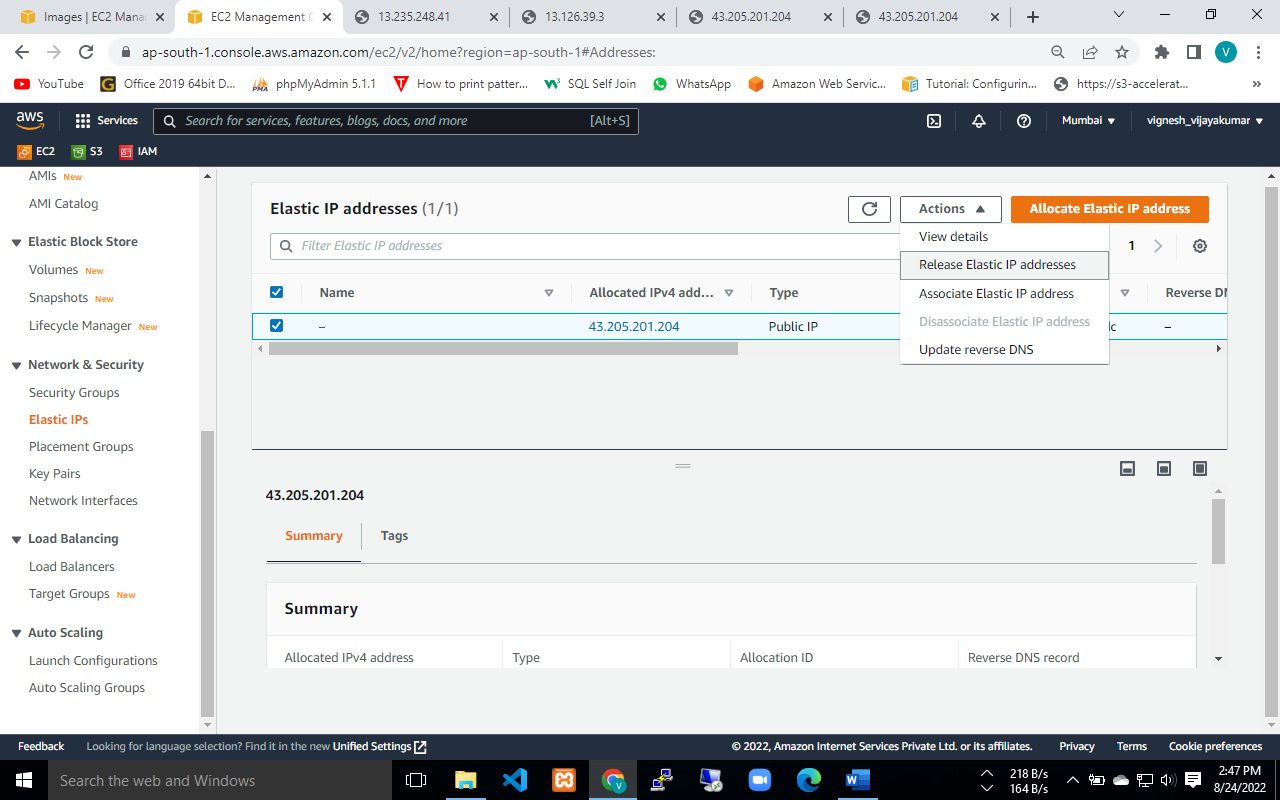 Images | EC2 Mana
EC2 Management C
13.235.248.41
13.126.39.3
43.205.201.204
43.205.201.204
ap-south-1.console.aws.amazon.com/ec2/v2/home?region=ap-south-1#Addresses:
V
YouTube
Office 2019 64bit D...
phpMyAdmin 5.1.1
How to print patter...
SQL Self Join
WhatsApp
Amazon Web Servic...
Tutorial: Configurin...
https://s3-accelerat...
»
aws
Services
Search for services, features, blogs, docs, and more
[Alt+S]
Mumbai
vignesh_vijayakumar
EC2
S3
IAM
AMIs New
AMI Catalog
Elastic Block Store
Volumes New
Snapshots New
Lifecycle Manager New
Network & Security
Security Groups
Elastic IPs
Placement Groups
Key Pairs
Network Interfaces
Load Balancing
Load Balancers
Target Groups New
Auto Scaling
Launch Configurations
Auto Scaling Groups
Elastic IP addresses (1/1)
Actions
Allocate Elastic IP address
Filter Elastic IP addresses
1
View details
Release Elastic IP addresses
Associate Elastic IP address
Disassociate Elastic IP address
Update reverse DNS
Name
Allocated IPv4 add...
Type
Reverse DN
–
43.205.201.204
Public IP
–
43.205.201.204
Summary
Tags
Summary
Allocated IPv4 address
Type
Allocation ID
Reverse DNS record
Feedback
Looking for language selection? Find it in the new Unified Settings
© 2022, Amazon Internet Services Private Ltd. or its affiliates.
Privacy
Terms
Cookie preferences
Search the web and Windows
218 B/s
164 B/s
2:47 PM
8/24/2022